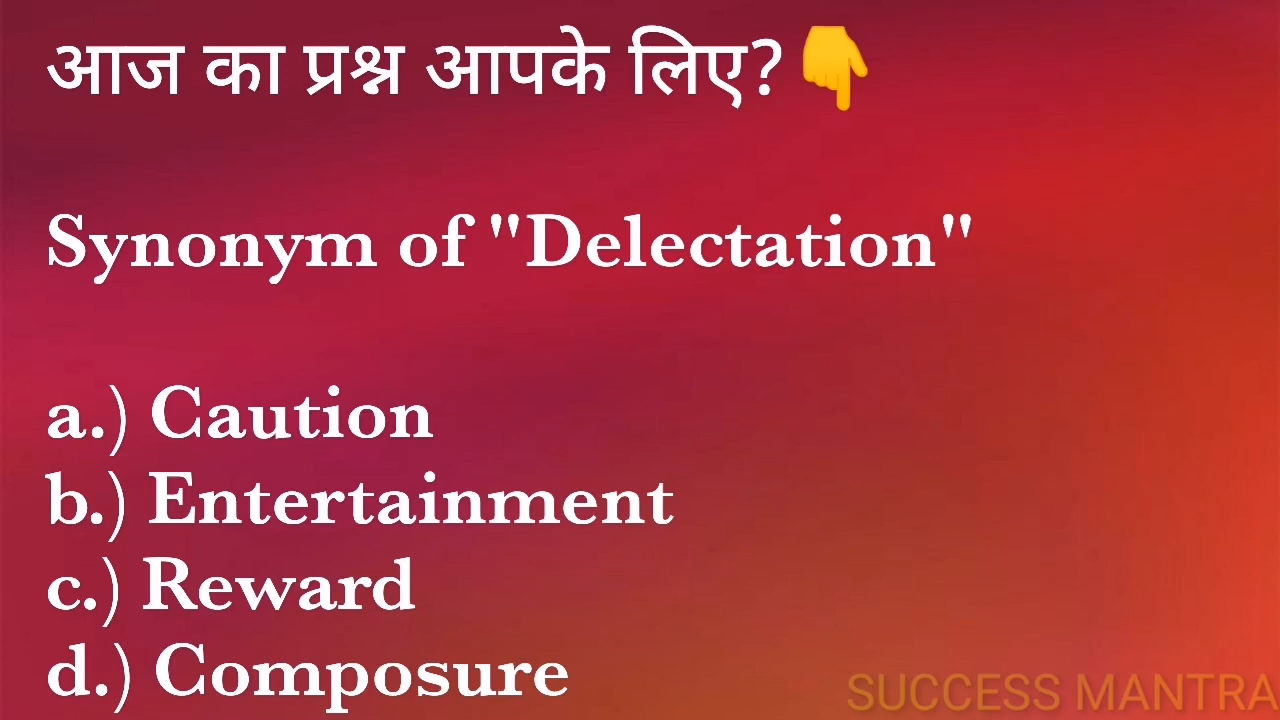 आज का प्रश्न आपके लिए?👇
Synonym of "Delectation"
a.) Caution
b.) Entertainment
c.) Reward
d.) Composure
SUCCESS MANTRA